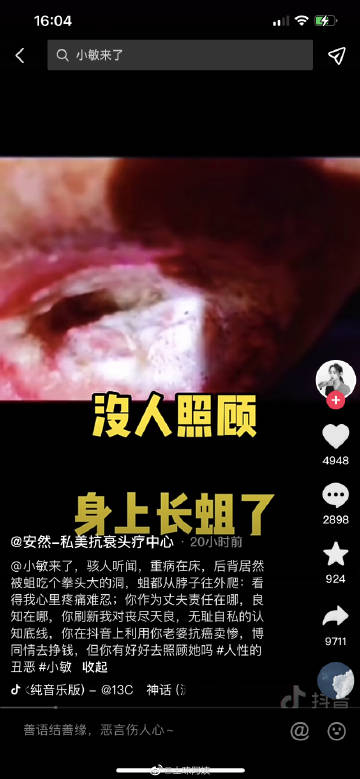 16:04
小敏来了
沒人照顾
身上长蛆了
@安然-私美抗衰头疗中心 · 20小时前
@小敏来了，骇人听闻，重病在床，后背居然
被蛆吃个拳头大的洞，蛆都从脖子往外爬：看
得我心里疼痛难忍；你作为丈夫责任在哪，良
知在哪，你刷新我对丧尽天良，无耻自私的认
知底线，你在抖音上利用你老婆抗癌卖惨，博
同情去挣钱，但你有好好去照顾她吗 #人性的
丑恶 #小敏 收起
4948
2898
924
9711
(纯音乐版) - @13C 神话
抖音
善语结善缘，恶言伤人心~